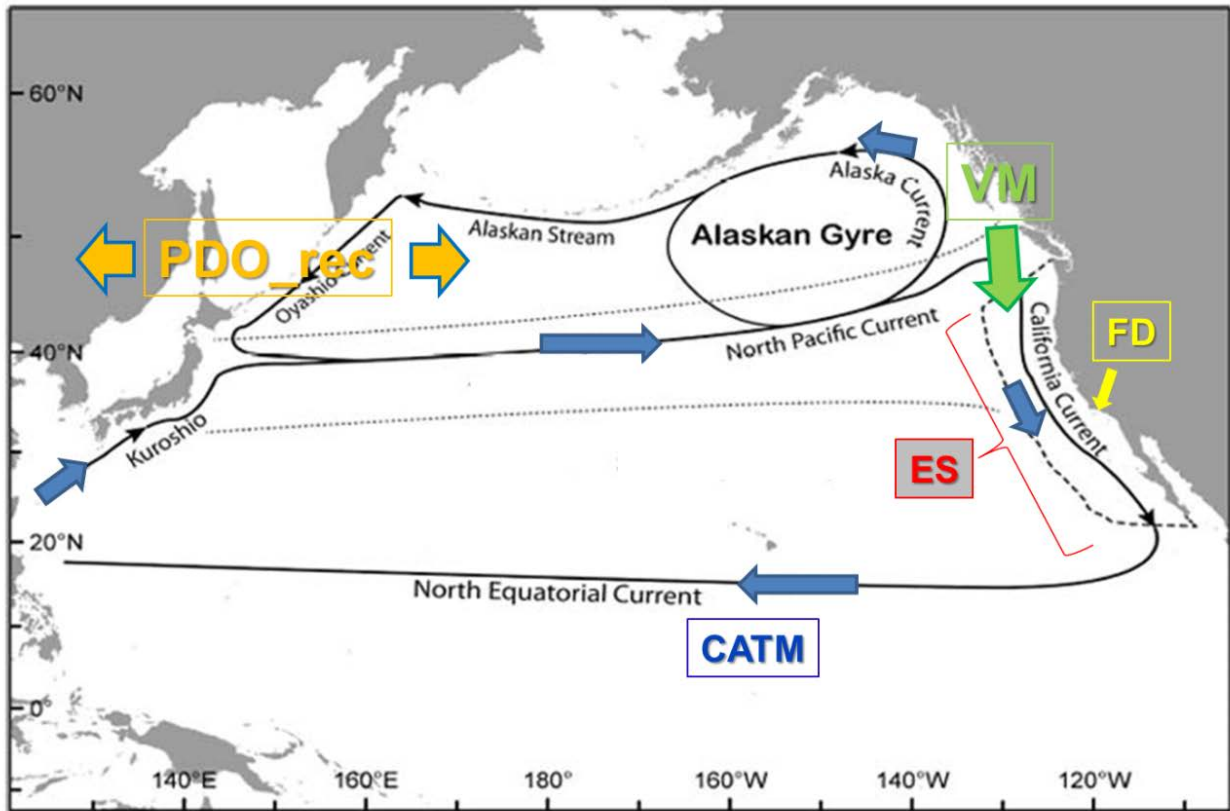 60°N
Alaska Current
VM
Alaskan Gyre
Alaskan Stream
PDO_rec
Oyashio Current
40°N
North Pacific Current
California Current
FD
Kuroshio
ES
20°N
North Equatorial Current
CATM
0°
140°E 160°E 180° 160°W 140°W 120°W